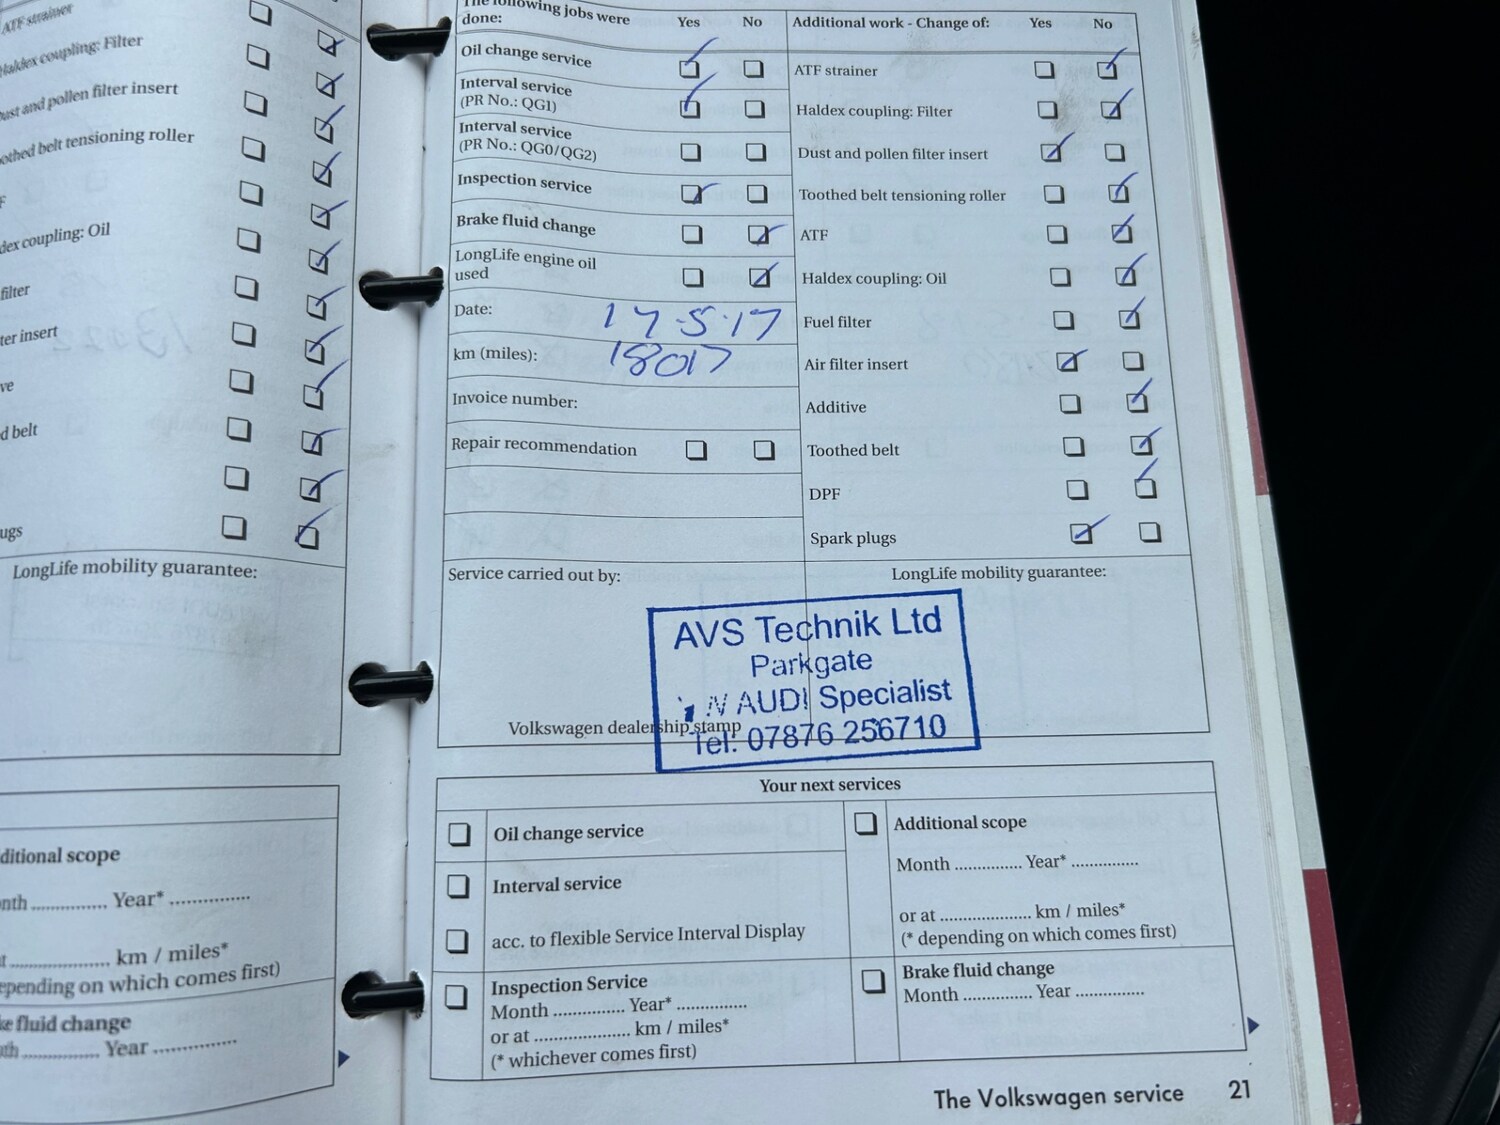 ATF strainer
Haldex coupling: Filter
ust and pollen filter insert
oothed belt tensioning roller
F
dex coupling: Oil
filter
ter insert
ve
d belt
ugs
LongLife mobility guarantee:
ditional scope
nth .............. Year* ...............
t .................... km / miles*
epending on which comes first)
ke fluid change
nth .............. Year ...............
The following jobs were
done:
Yes No
Oil change service
Interval service
(PR No.: QG1)
Interval service
(PR No.: QG0/QG2)
Inspection service
Brake fluid change
LongLife engine oil
used
Date: 17.5.17
km (miles): 18017
Invoice number:
Repair recommendation
Additional work - Change of: Yes No
ATF strainer
Haldex coupling: Filter
Dust and pollen filter insert
Toothed belt tensioning roller
ATF
Haldex coupling: Oil
Fuel filter
Air filter insert
Additive
Toothed belt
DPF
Spark plugs
Service carried out by:
LongLife mobility guarantee:
AVS Technik Ltd
Parkgate
W AUDI Specialist
Tel: 07876 256710
Volkswagen dealership stamp
Your next services
Oil change service
Interval service
acc. to flexible Service Interval Display
Inspection Service
Month .............. Year* ..............
or at .................... km / miles*
(* whichever comes first)
Additional scope
Month .............. Year* ..............
or at .................... km / miles*
(* depending on which comes first)
Brake fluid change
Month .............. Year ..............
The Volkswagen service 21